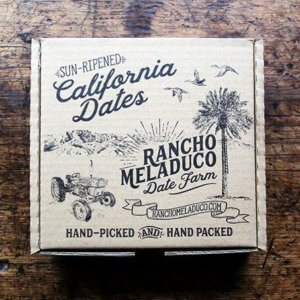 SUN-RIPENED
California
Dates
RANCHO
MELADUCO
Date Farm
RANCHOMELADUCO.COM
HAND-PICKED AND HAND PACKED